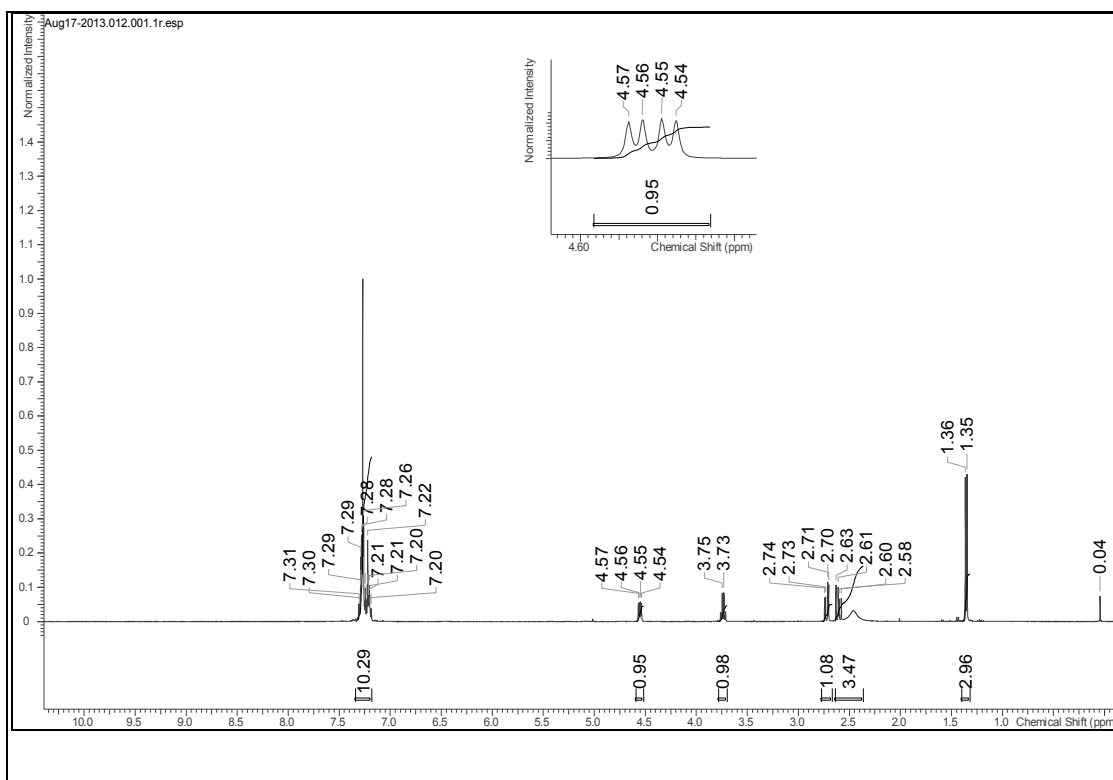 Aug17-2013.012.001.1r.esp
Normalized Intensity
1.4
1.3
1.2
1.1
1.0
0.9
0.8
0.7
0.6
0.5
0.4
0.3
0.2
0.1
0
4.57 4.56 4.55 4.54
Normalized Intensity
0.95
4.60 Chemical Shift (ppm)
7.31 7.30 7.29 7.29 7.28 7.28 7.26 7.21 7.22 7.21 7.20 7.20
4.57 4.56 4.55 4.54
3.75 3.73
2.74 2.73 2.71 2.70 2.63 2.61 2.60 2.58
1.36 1.35
0.04
10.29 0.95 0.98 1.08 3.47 2.96
10.0 9.5 9.0 8.5 8.0 7.5 7.0 6.5 6.0 5.5 5.0 4.5 4.0 3.5 3.0 2.5 2.0 1.5 1.0 Chemical Shift (ppm